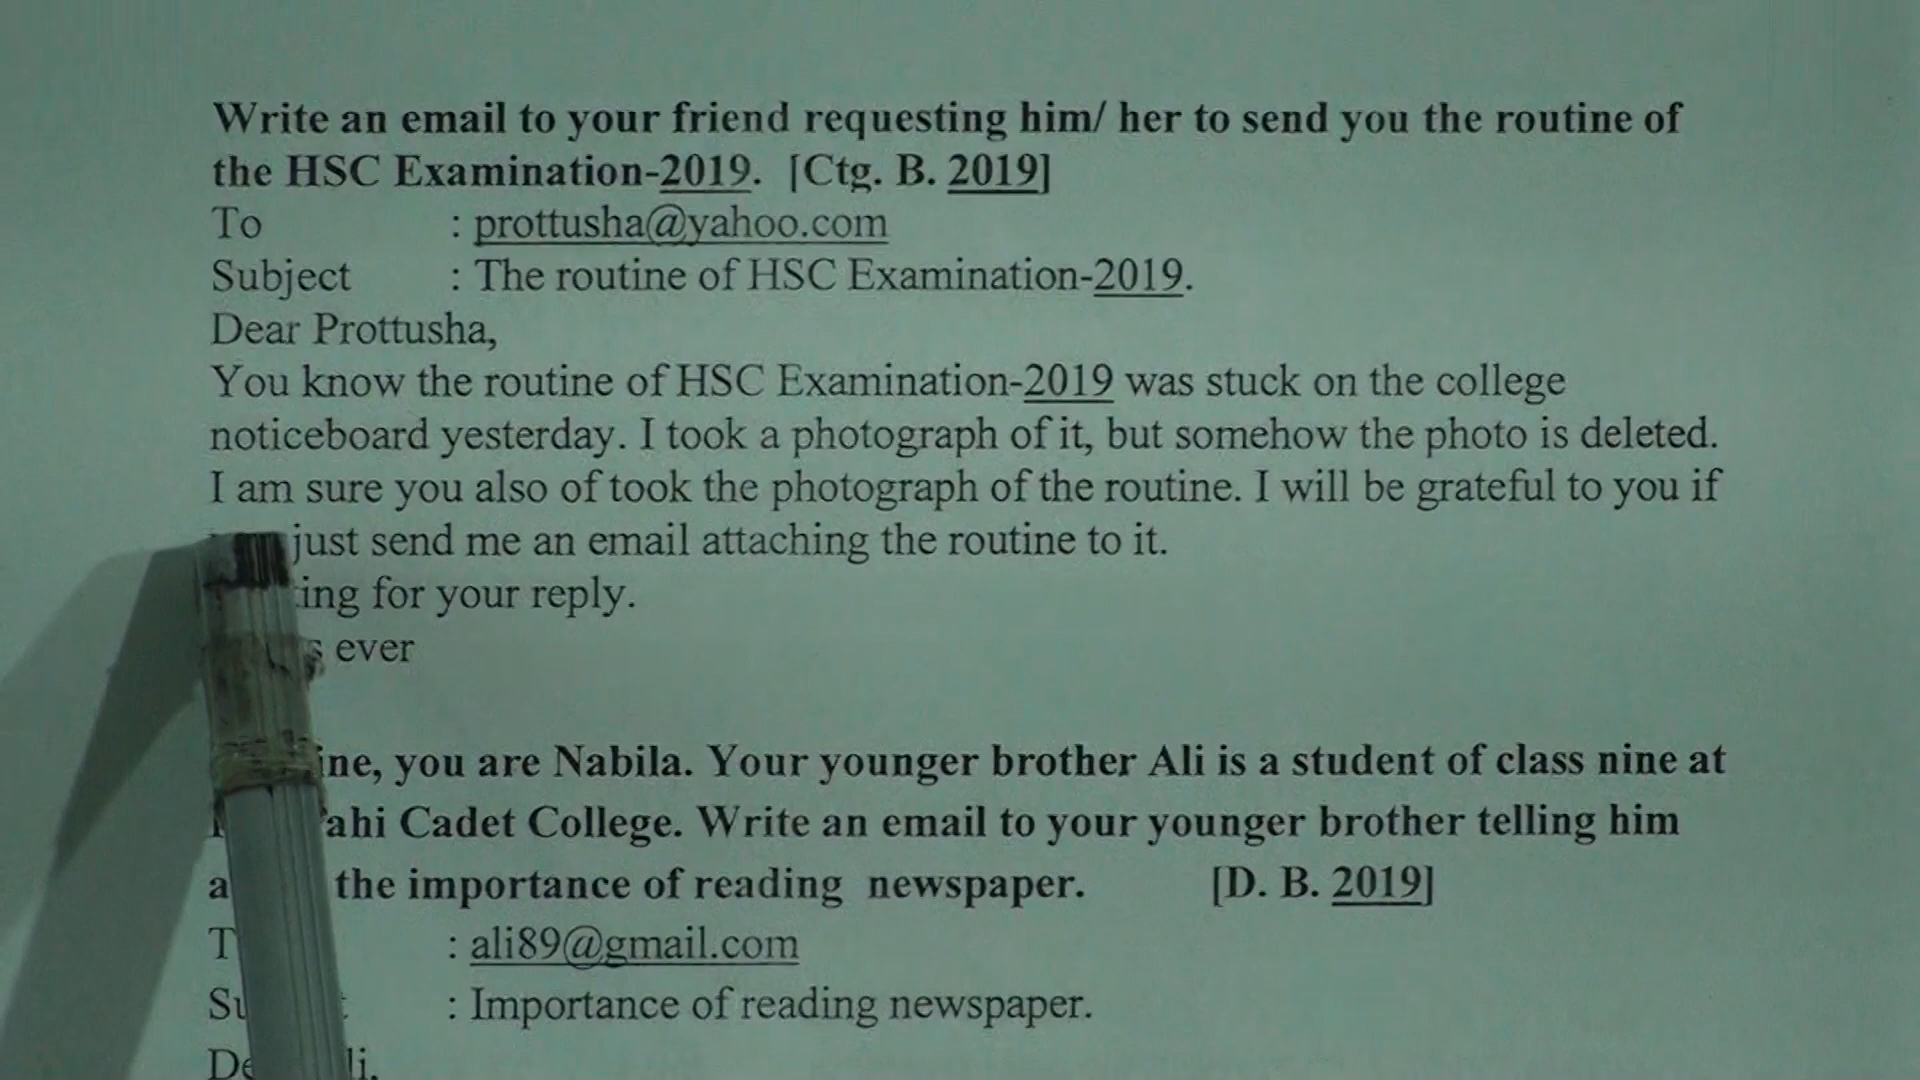 Write an email to your friend requesting him/ her to send you the routine of
the HSC Examination-2019. [Ctg. B. 2019]
To : prottusha@yahoo.com
Subject : The routine of HSC Examination-2019.
Dear Prottusha,
You know the routine of HSC Examination-2019 was stuck on the college
noticeboard yesterday. I took a photograph of it, but somehow the photo is deleted.
I am sure you also of took the photograph of the routine. I will be grateful to you if
just send me an email attaching the routine to it.
for your reply.
ever
you are Nabila. Your younger brother Ali is a student of class nine at
Cadet College. Write an email to your younger brother telling him
the importance of reading newspaper. [D. B. 2019]
: ali89@gmail.com
: Importance of reading newspaper.